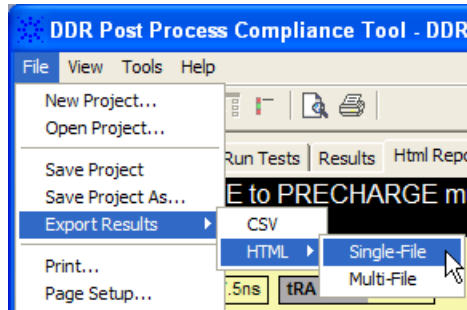 DDR Post Process Compliance Tool - DDR
File View Tools Help
New Project...
Open Project...
Run Tests Results Html Repo
Save Project
Save Project As...
E to PRECHARGE m
Export Results
CSV
HTML
Single-File
Print...
Multi-File
Page Setup...
.5ns tRA